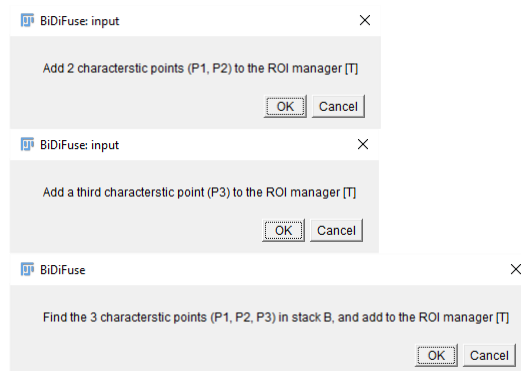 BiDiFuse: input
Add 2 characterstic points (P1, P2) to the ROI manager [T]
OK Cancel
BiDiFuse: input
Add a third characterstic point (P3) to the ROI manager [T]
OK Cancel
BiDiFuse
Find the 3 characterstic points (P1, P2, P3) in stack B, and add to the ROI manager [T]
OK Cancel